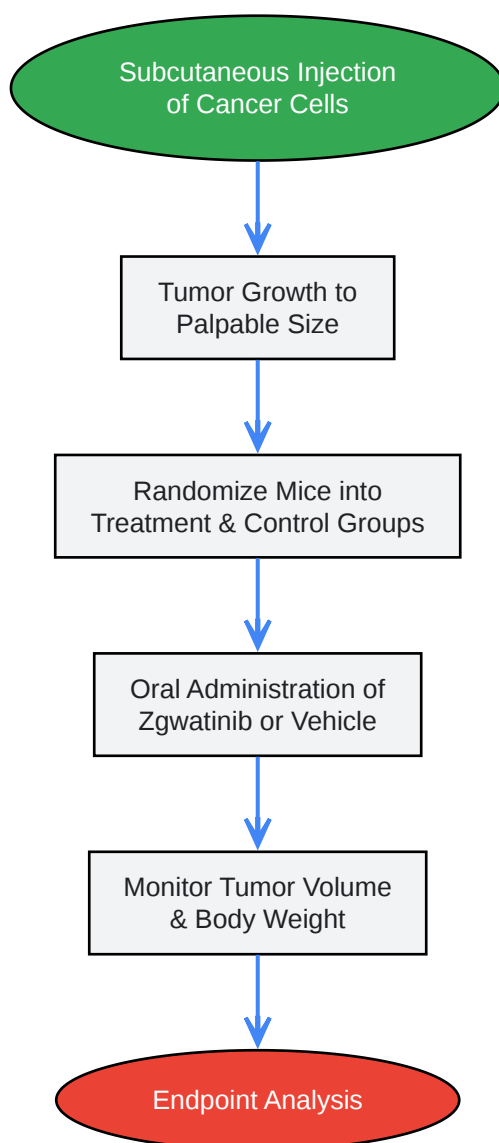 Subcutaneous Injection
of Cancer Cells
Tumor Growth to
Palpable Size
Randomize Mice into
Treatment & Control Groups
Oral Administration of
Zgwatinib or Vehicle
Monitor Tumor Volume
& Body Weight
Endpoint Analysis